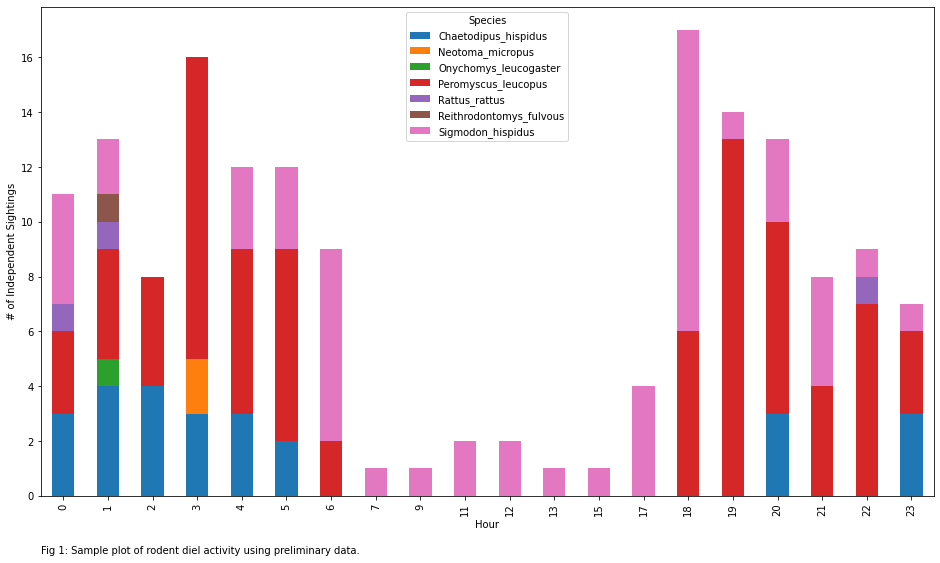 Species
Chaetodipus_hispidus
Neotoma_micropus
Onychomys_leucogaster
Peromyscus_leucopus
Rattus_rattus
Reithrodontomys_fulvous
Sigmodon_hispidus
# of Independent Sightings
16
14
12
10
8
6
4
2
0
0 1 2 3 4 5 6 7 9 11 12 13 15 17 18 19 20 21 22 23
Hour
Fig 1: Sample plot of rodent diel activity using preliminary data.